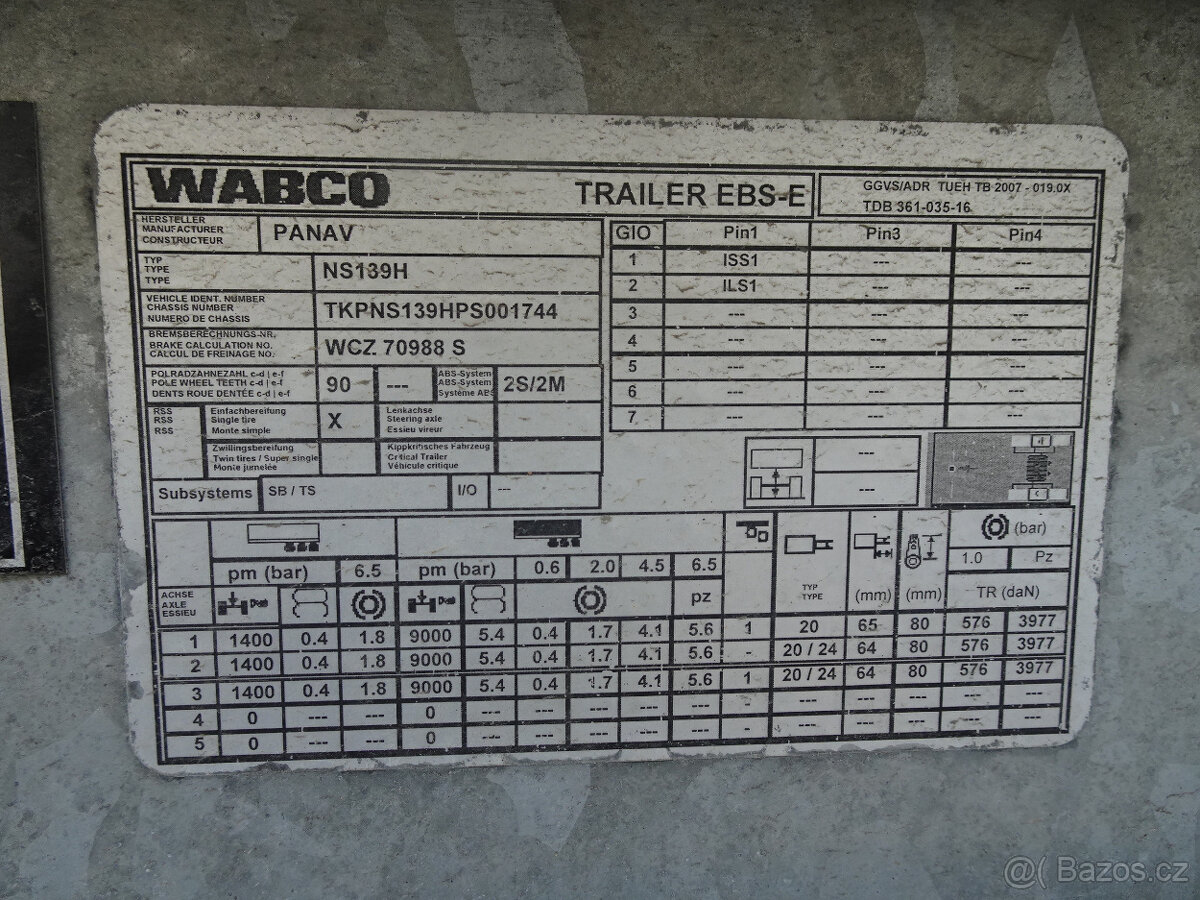 WABCO TRAILER EBS-E GGVS/ADR TUEH TB 2007 - 019.0X
TDB 361-035-16
HERSTELLER
MANUFACTURER
CONSTRUCTEUR
PANAV
TYP
TYPE
TYPE
NS139H
VEHICLE IDENT. NUMBER
CHASSIS NUMBER
NUMERO DE CHASSIS
TKPNS139HPS001744
BREMSBERECHNUNGS-NR.
BRAKE CALCULATION NO.
CALCUL DE FREINAGE NO.
WCZ 70988 S
POLRADZAHNEZAHL c-d | e-f
POLE WHEEL TEETH c-d | e-f
DENTS ROUE DENTÉE c-d | e-f
90 ---
ABS-System
ABS-System
Système ABS
2S/2M
RSS
RSS
RSS
Einfachbereifung
Single tire
Monte simple
X
Lenkachse
Steering axle
Essieu vireur
Zwillingsbereifung
Twin tires / Super single
Monte jumelée
Kippkritisches Fahrzeug
Critical Trailer
Véhicule critique
Subsystems SB / TS I/O ---
GIO Pin1 Pin3 Pin4
1 ISS1 --- ---
2 ILS1 --- ---
3 --- --- ---
4 --- --- ---
5 --- --- ---
6 --- --- ---
7 --- --- ---
---
---
pm (bar) 6.5 pm (bar) 0.6 2.0 4.5 6.5
pz
ACHSE
AXLE
ESSIEU
TYP
TYPE
(mm) (mm)
(bar)
1.0 Pz
TR (daN)
1 1400 0.4 1.8 9000 5.4 0.4 1.7 4.1 5.6 1 20 65 80 576 3977
2 1400 0.4 1.8 9000 5.4 0.4 1.7 4.1 5.6 - 20 / 24 64 80 576 3977
3 1400 0.4 1.8 9000 5.4 0.4 1.7 4.1 5.6 1 20 / 24 64 80 576 3977
4 0 --- --- 0 --- --- --- --- --- - --- --- --- --- ---
5 0 --- --- 0 --- --- --- --- --- - --- --- --- --- ---
@( Bazos.cz